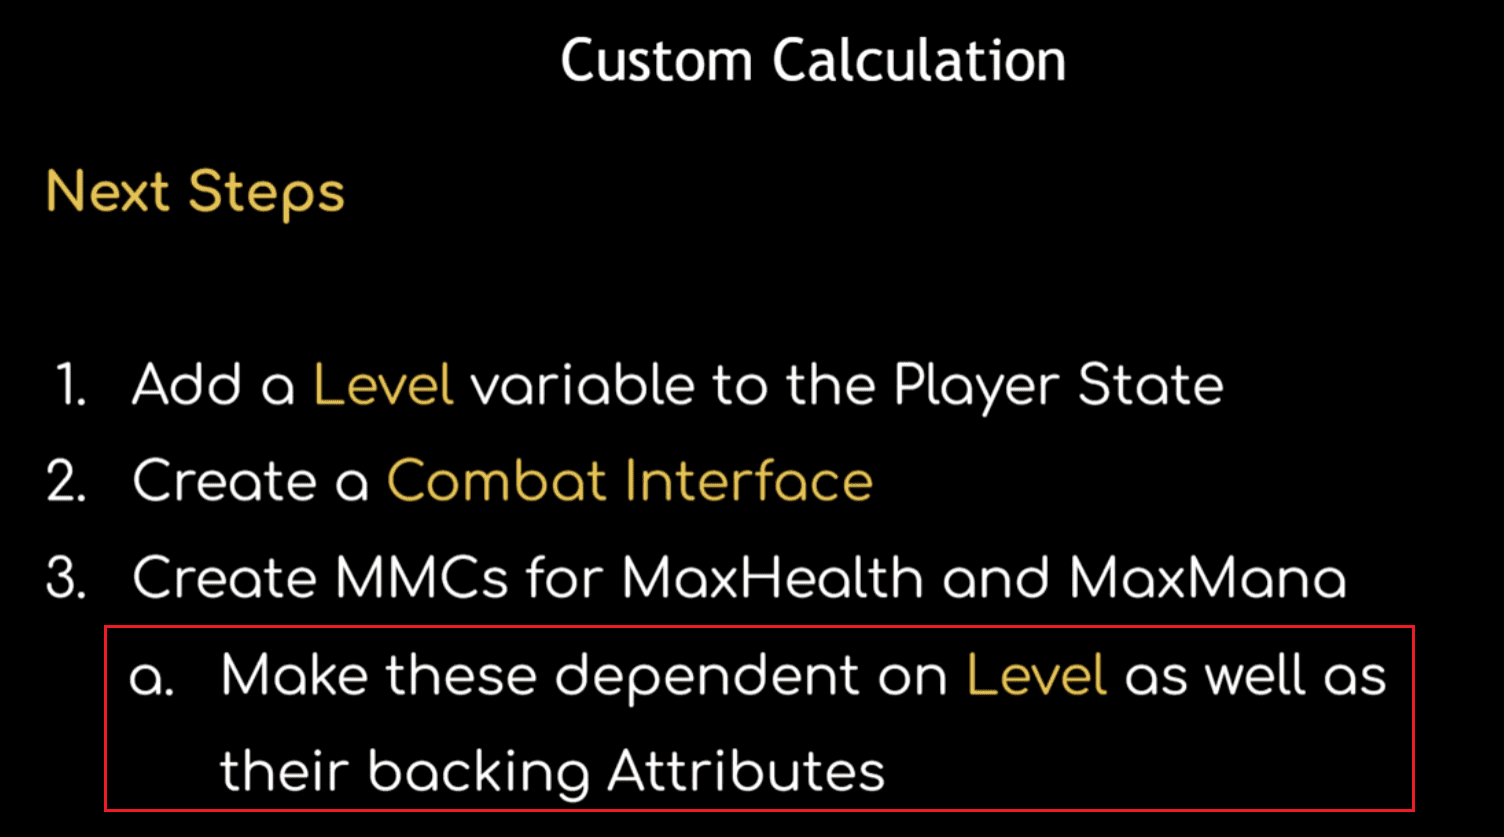 Custom Calculation
Next Steps
1. Add a Level variable to the Player State
2. Create a Combat Interface
3. Create MMCs for MaxHealth and MaxMana
a. Make these dependent on Level as well as
their backing Attributes